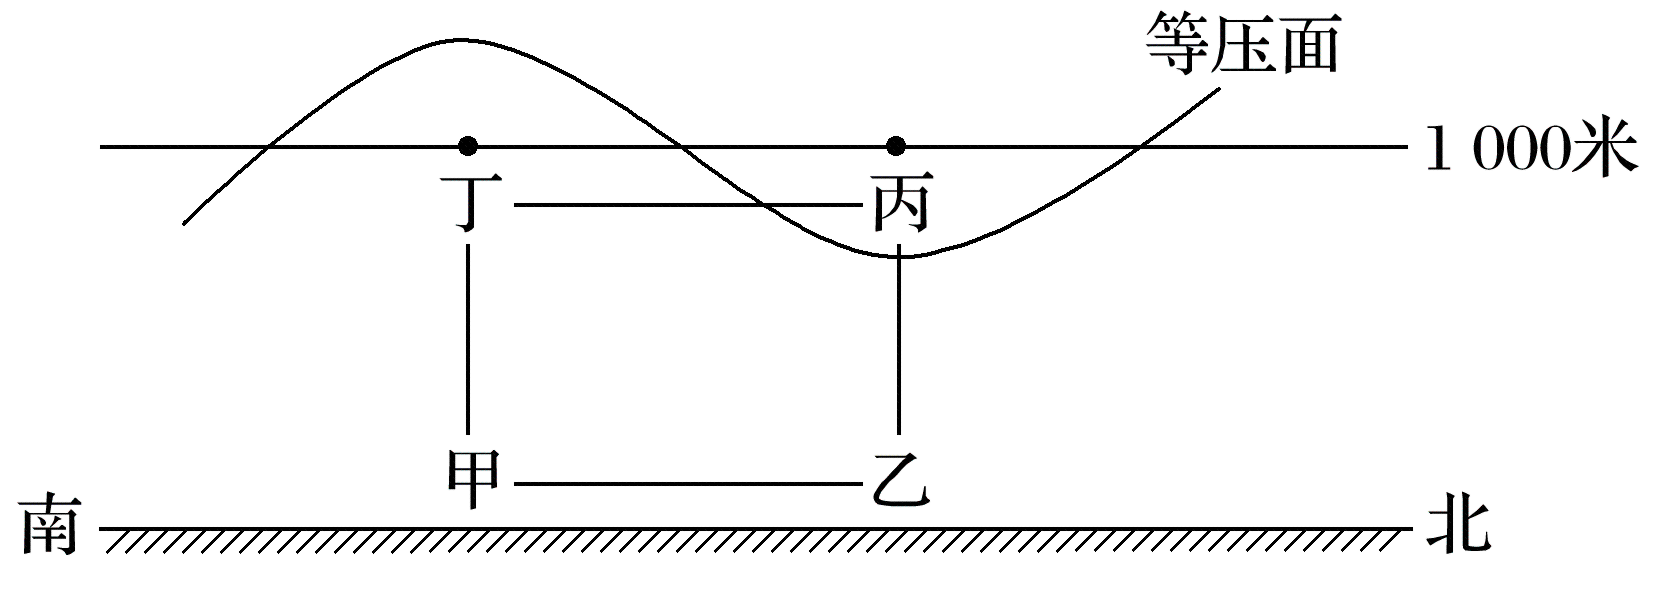 等压面
1 000米
丁 丙
甲 乙
南 北